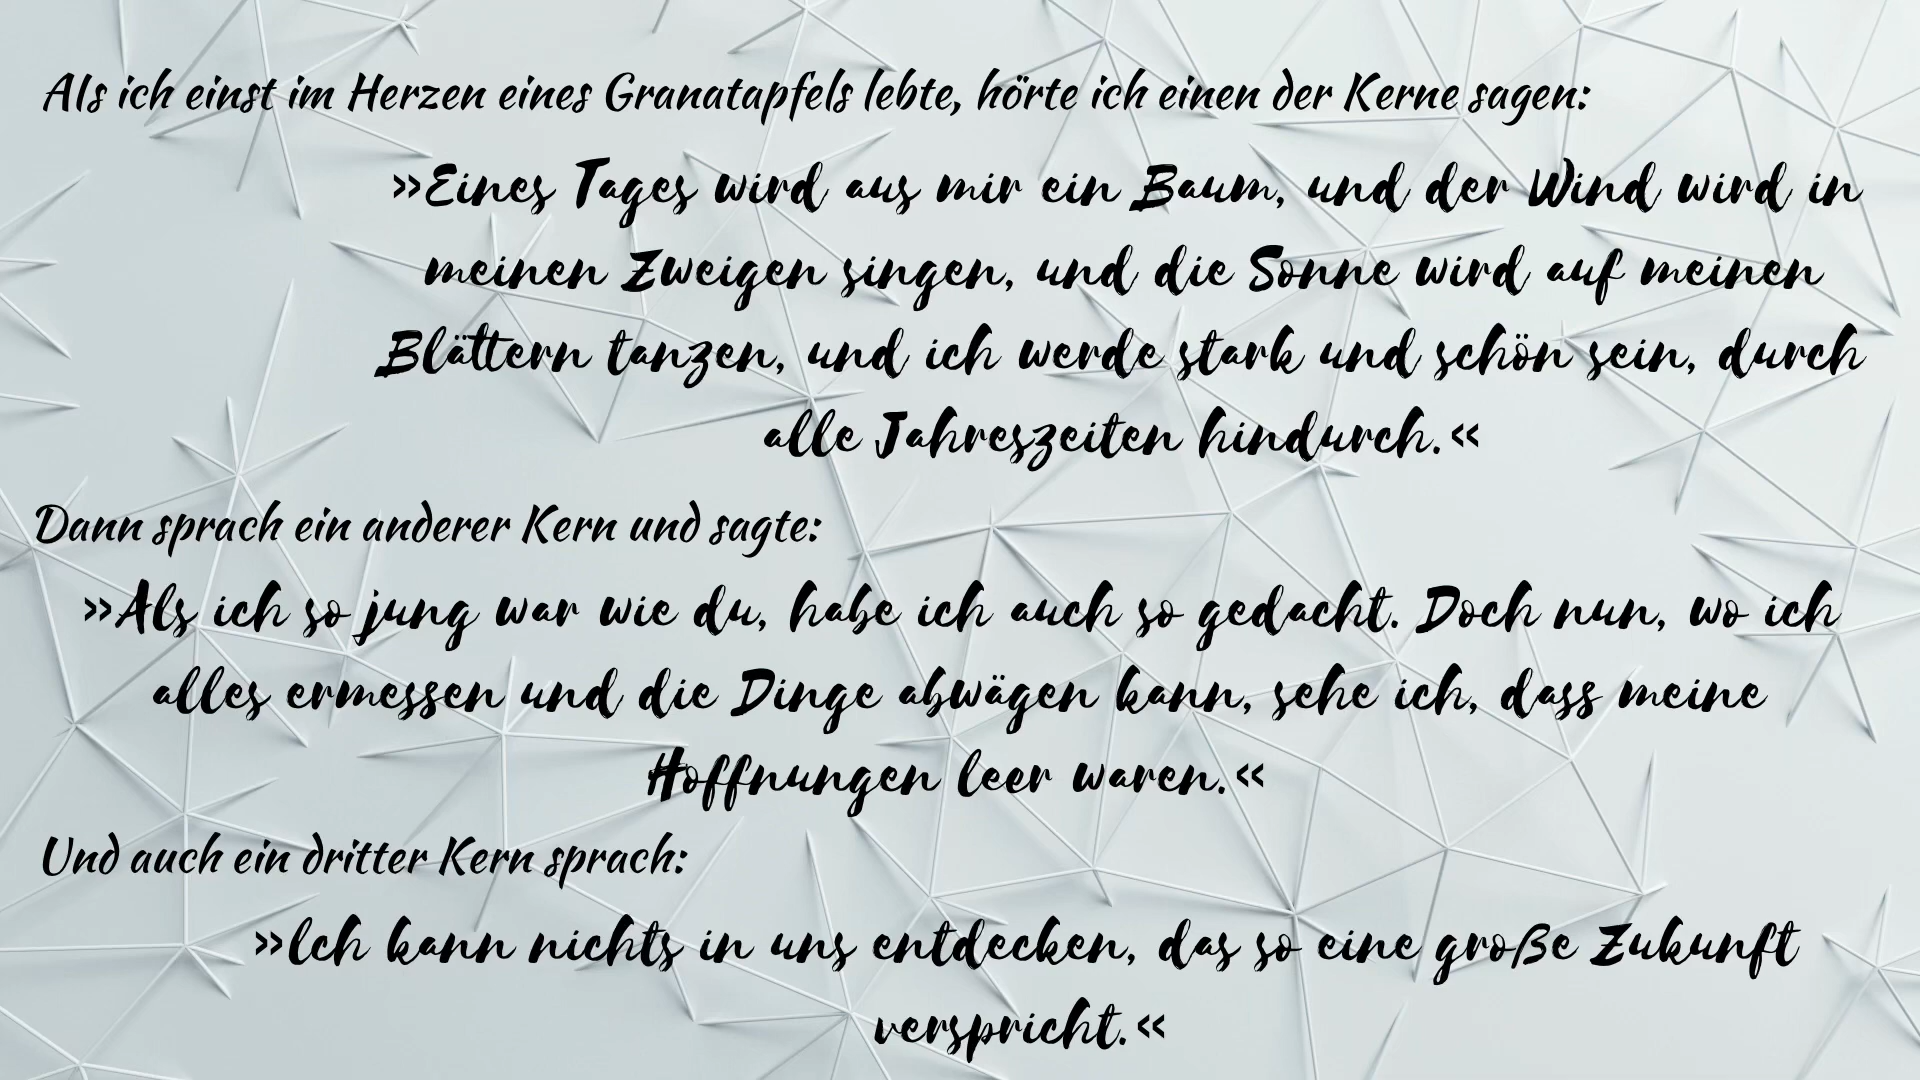 Als ich einst im Herzen eines Granatapfels lebte, hörte ich einen der Kerne sagen:
»Eines Tages wird aus mir ein Baum, und der Wind wird in
meinen Zweigen singen, und die Sonne wird auf meinen
Blättern tanzen, und ich werde stark und schön sein, durch
alle Jahreszeiten hindurch.«
Dann sprach ein anderer Kern und sagte:
»Als ich so jung war wie du, habe ich auch so gedacht. Doch nun, wo ich
alles ermessen und die Dinge abwägen kann, sehe ich, dass meine
Hoffnungen leer waren.«
Und auch ein dritter Kern sprach:
»lch kann nichts in uns entdecken, das so eine große Zukunft
verspricht.«